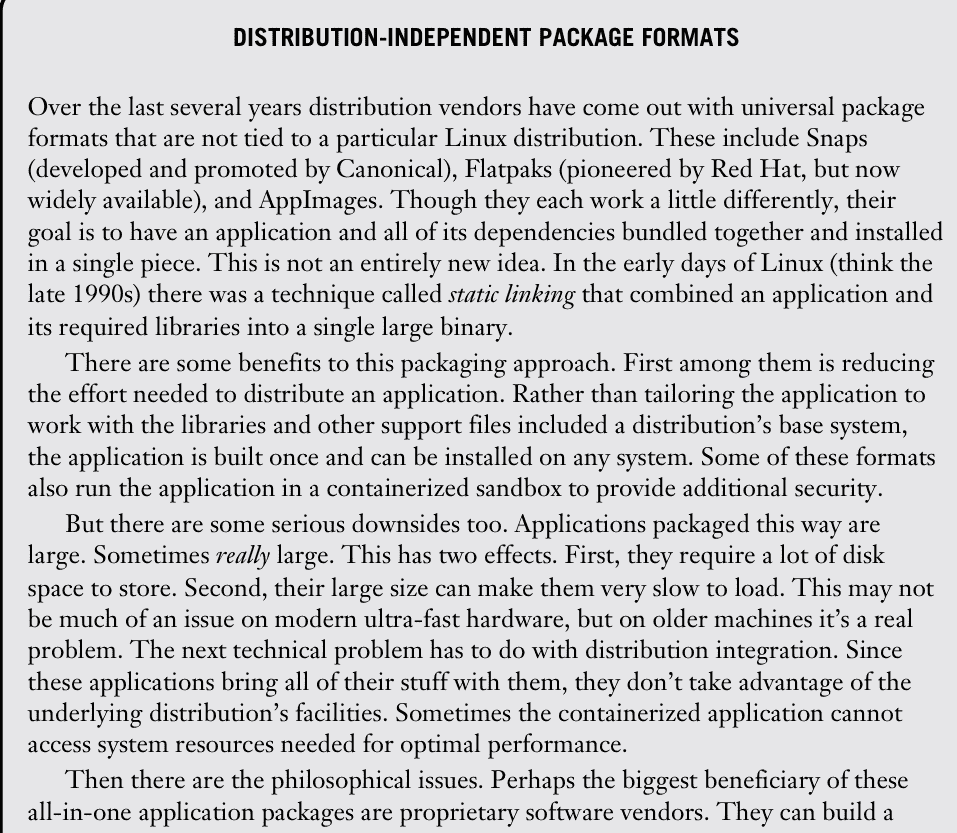 DISTRIBUTION-INDEPENDENT PACKAGE FORMATS
Over the last several years distribution vendors have come out with universal package
formats that are not tied to a particular Linux distribution. These include Snaps
(developed and promoted by Canonical), Flatpaks (pioneered by Red Hat, but now
widely available), and AppImages. Though they each work a little differently, their
goal is to have an application and all of its dependencies bundled together and installed
in a single piece. This is not an entirely new idea. In the early days of Linux (think the
late 1990s) there was a technique called static linking that combined an application and
its required libraries into a single large binary.
There are some benefits to this packaging approach. First among them is reducing
the effort needed to distribute an application. Rather than tailoring the application to
work with the libraries and other support files included a distribution's base system,
the application is built once and can be installed on any system. Some of these formats
also run the application in a containerized sandbox to provide additional security.
But there are some serious downsides too. Applications packaged this way are
large. Sometimes really large. This has two effects. First, they require a lot of disk
space to store. Second, their large size can make them very slow to load. This may not
be much of an issue on modern ultra-fast hardware, but on older machines it's a real
problem. The next technical problem has to do with distribution integration. Since
these applications bring all of their stuff with them, they don't take advantage of the
underlying distribution's facilities. Sometimes the containerized application cannot
access system resources needed for optimal performance.
Then there are the philosophical issues. Perhaps the biggest beneficiary of these
all-in-one application packages are proprietary software vendors. They can build a